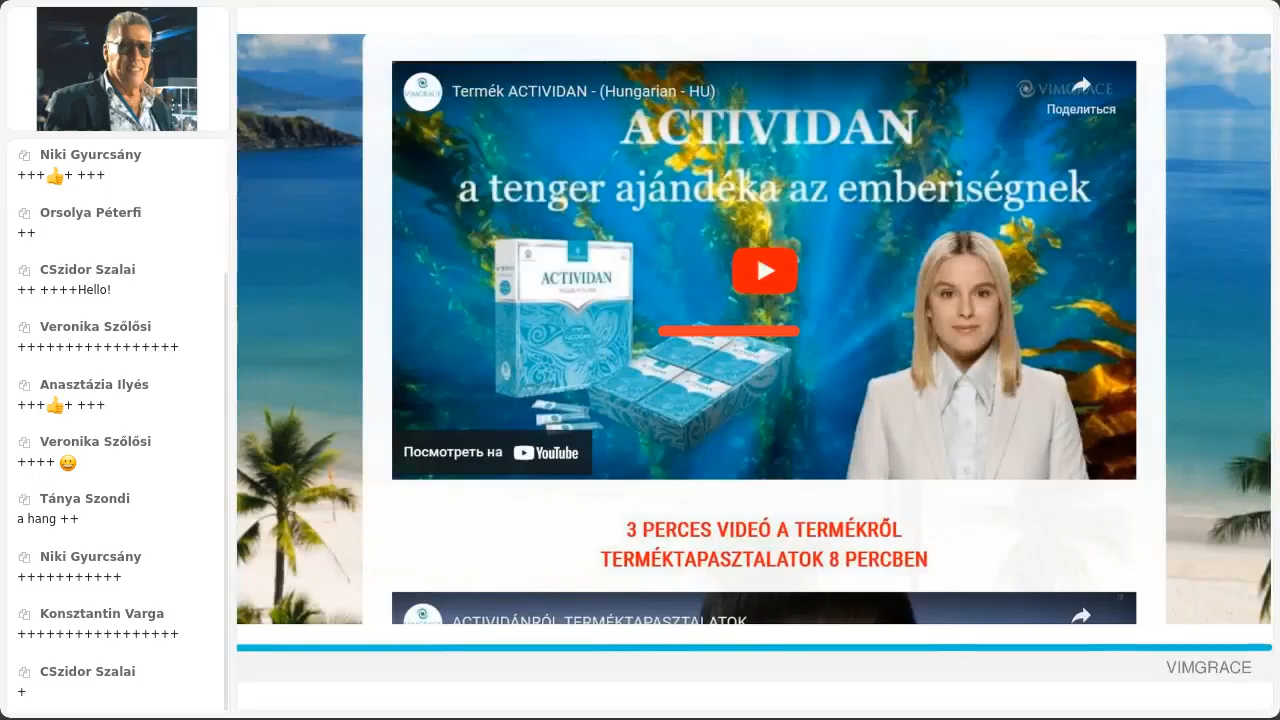 Niki Gyurcsány
+++👍+ +++
Orsolya Péterfi
++
CSzidor Szalai
++ ++++Hello!
Veronika Szőlősi
+++++++++++++++++
Anasztázia Ilyés
+++👍+ +++
Veronika Szőlősi
++++ 😀
Tánya Szondi
a hang ++
Niki Gyurcsány
+++++++++++
Konsztantin Varga
+++++++++++++++++
CSzidor Szalai
+
VIMGRACE
Termék ACTIVIDAN - (Hungarian - HU)
VIMGRACE
Поделиться
ACTIVIDAN
a tenger ajándéka az emberiségnek
ACTIVIDAN
Посмотреть на YouTube
3 PERCES VIDEÓ A TERMÉKRŐL
TERMÉKTAPASZTALATOK 8 PERCBEN
ACTIVIDÁNRÓL TERMÉKTAPASZTALATOK
VIMGRACE